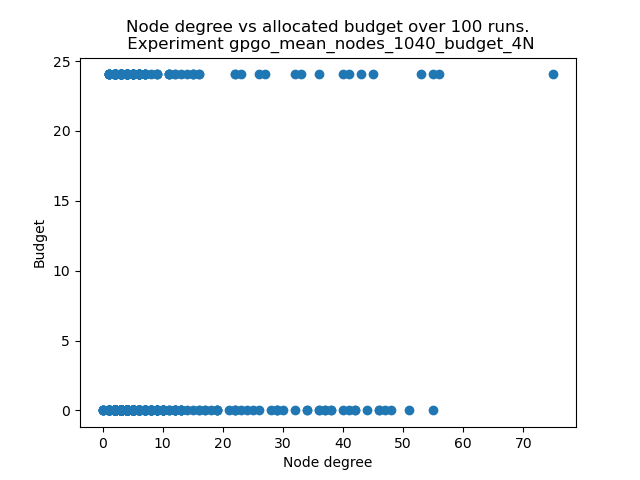 Node degree vs allocated budget over 100 runs.
Experiment gpgo_mean_nodes_1040_budget_4N
25
20
15
10
5
0
Budget
0 10 20 30 40 50 60 70
Node degree